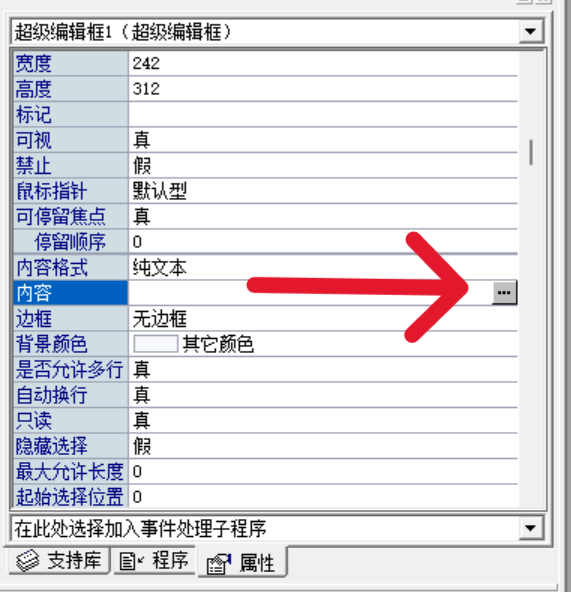 超级编辑框1（超级编辑框）
宽度 242
高度 312
标记
可视 真
禁止 假
鼠标指针 默认型
可停留焦点 真
停留顺序 0
内容格式 纯文本
内容 ...
边框 无边框
背景颜色 其它颜色
是否允许多行 真
自动换行 真
只读 真
隐藏选择 假
最大允许长度 0
起始选择位置 0
在此处选择加入事件处理子程序
支持库 程序 属性